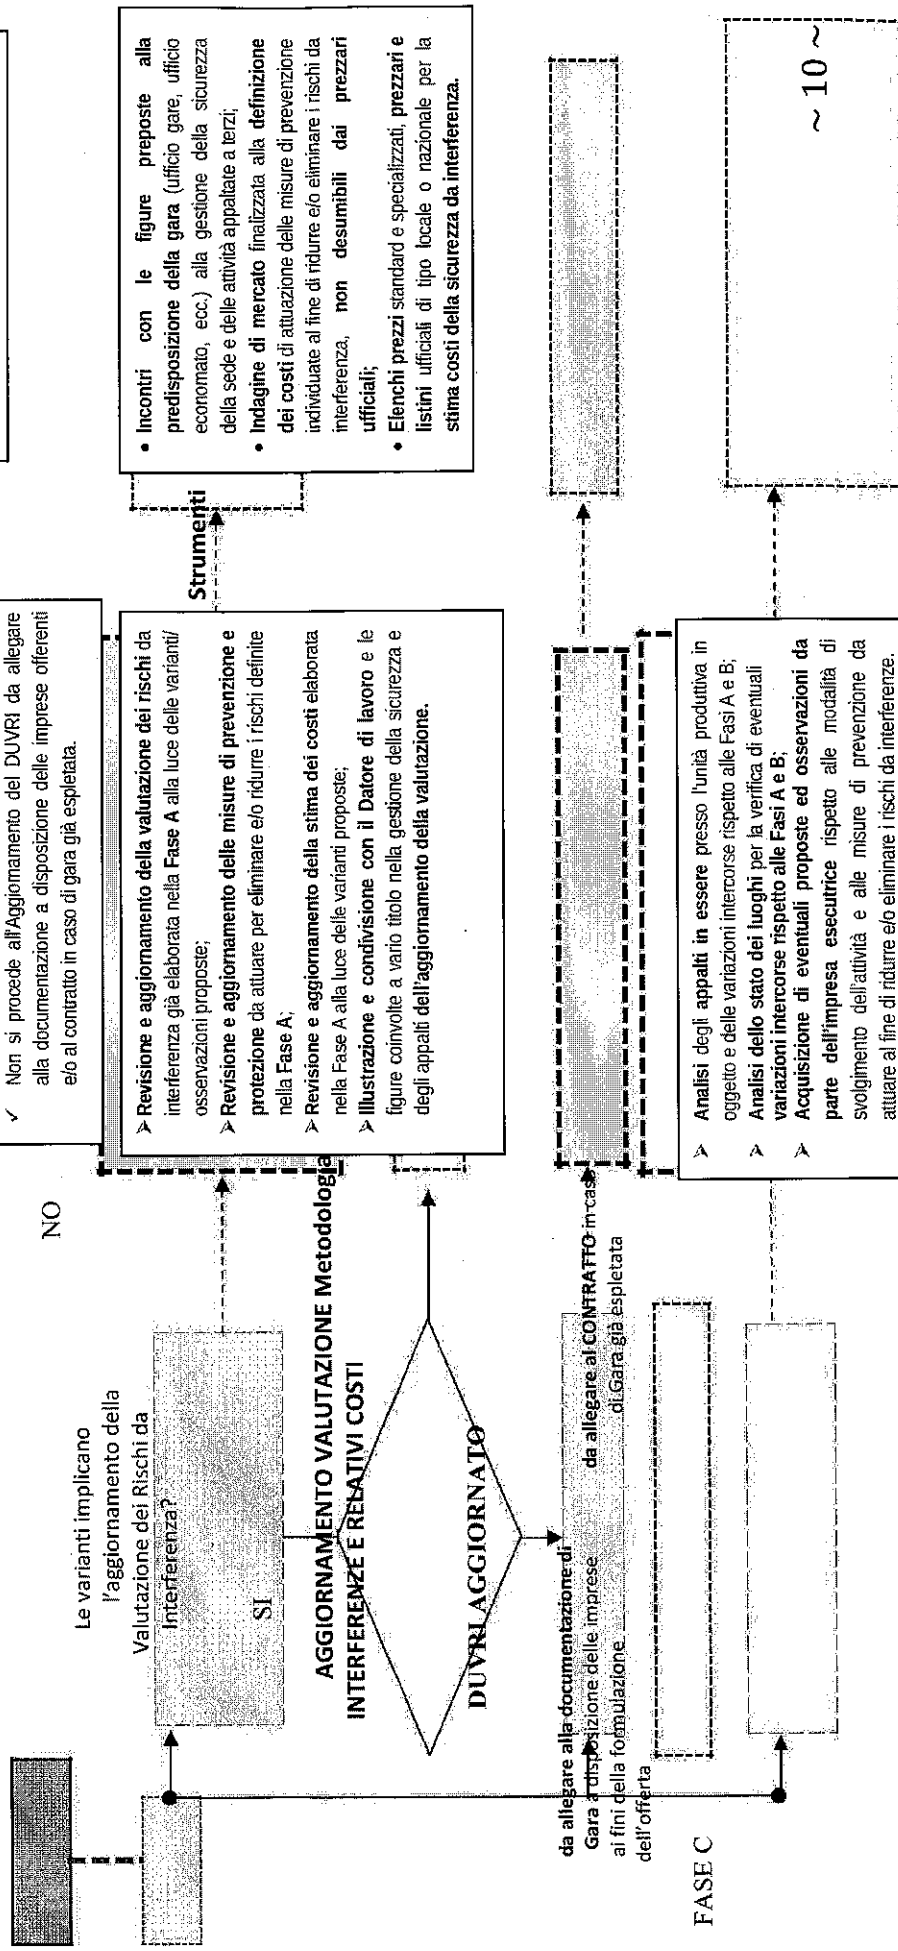 Le varianti implicano
l'aggiornamento della
Valutazione dei Rischi da
Interferenza?
NO
✓ Non si procede all'Aggiornamento del DUVRI da allegare
alla documentazione a disposizione delle imprese offerenti
e/o al contratto in caso di gara già espletata.
SI
AGGIORNAMENTO VALUTAZIONE Metodologia
INTERFERENZE E RELATIVI COSTI
➢ Revisione e aggiornamento della valutazione dei rischi da
interferenza già elaborata nella Fase A alla luce delle varianti/
osservazioni proposte;
➢ Revisione e aggiornamento delle misure di prevenzione e
protezione da attuare per eliminare e/o ridurre i rischi definite
nella Fase A;
➢ Revisione e aggiornamento della stima dei costi elaborata
nella Fase A alla luce delle varianti proposte;
➢ Illustrazione e condivisione con il Datore di lavoro e le
figure coinvolte a vario titolo nella gestione della sicurezza e
degli appalti dell'aggiornamento della valutazione.
Strumenti
• Incontri con le figure preposte alla
predisposizione della gara (ufficio gare, ufficio
economato, ecc.) alla gestione della sicurezza
della sede e delle attività appaltate a terzi;
• Indagine di mercato finalizzata alla definizione
dei costi di attuazione delle misure di prevenzione
individuate al fine di ridurre e/o eliminare i rischi da
interferenza, non desumibili dai prezzari
ufficiali;
• Elenchi prezzi standard e specializzati, prezzari e
listini ufficiali di tipo locale o nazionale per la
stima costi della sicurezza da interferenza.
DUVRI AGGIORNATO
da allegare alla documentazione di
Gara a disposizione delle imprese
ai fini della formulazione
dell'offerta
da allegare al CONTRATTO in caso
di Gara già espletata
FASE C
➢ Analisi degli appalti in essere presso l'unità produttiva in
oggetto e delle variazioni intercorse rispetto alle Fasi A e B;
➢ Analisi dello stato dei luoghi per la verifica di eventuali
variazioni intercorse rispetto alle Fasi A e B;
➢ Acquisizione di eventuali proposte ed osservazioni da
parte dell'impresa esecutrice rispetto alle modalità di
svolgimento dell'attività e alle misure di prevenzione da
attuare al fine di ridurre e/o eliminare i rischi da interferenze.
~ 10 ~